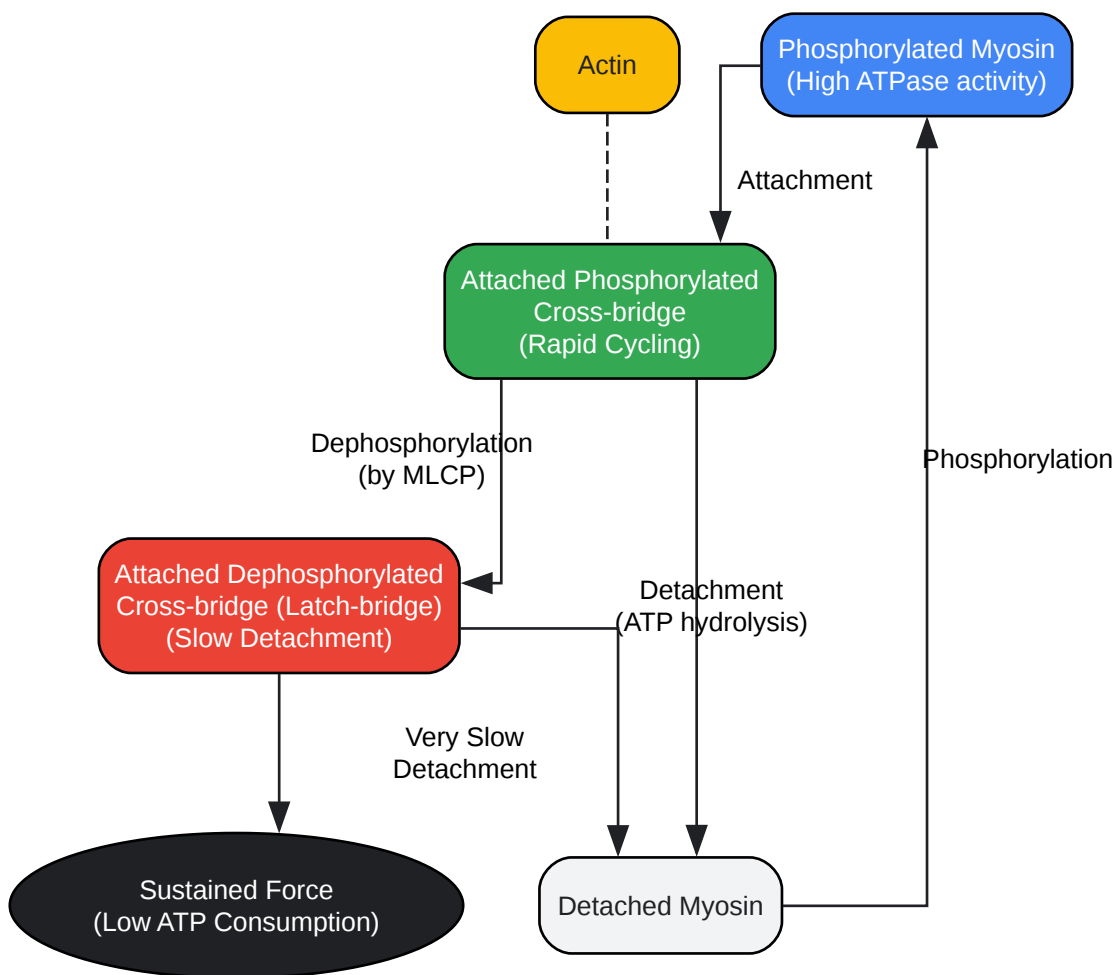 Actin
Phosphorylated Myosin
(High ATPase activity)
Attachment
Attached Phosphorylated
Cross-bridge
(Rapid Cycling)
Dephosphorylation
(by MLCP)
Phosphorylation
Attached Dephosphorylated
Cross-bridge (Latch-bridge)
(Slow Detachment)
Detachment
(ATP hydrolysis)
Very Slow
Detachment
Sustained Force
(Low ATP Consumption)
Detached Myosin